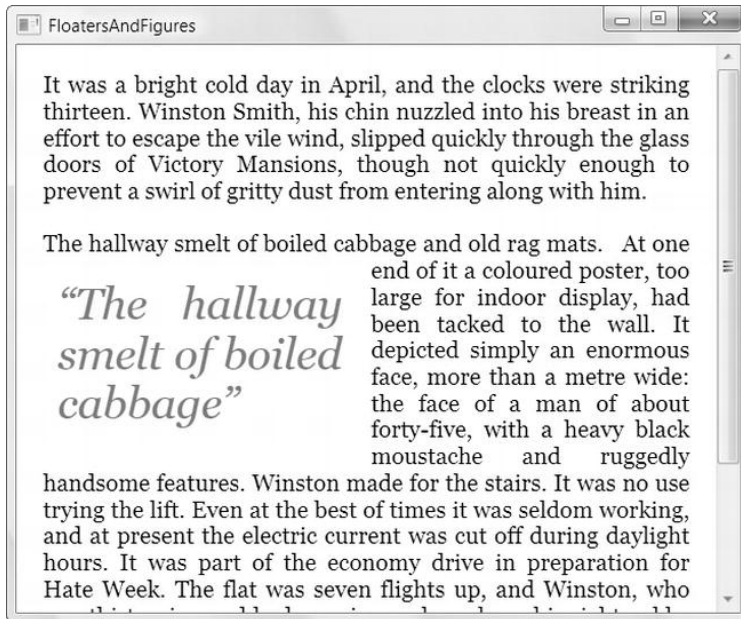 FloatersAndFigures
It was a bright cold day in April, and the clocks were striking
thirteen. Winston Smith, his chin nuzzled into his breast in an
effort to escape the vile wind, slipped quickly through the glass
doors of Victory Mansions, though not quickly enough to
prevent a swirl of gritty dust from entering along with him.
The hallway smelt of boiled cabbage and old rag mats. At one
“The hallway
smelt of boiled
cabbage”
end of it a coloured poster, too
large for indoor display, had
been tacked to the wall. It
depicted simply an enormous
face, more than a metre wide:
the face of a man of about
forty-five, with a heavy black
moustache and ruggedly
handsome features. Winston made for the stairs. It was no use
trying the lift. Even at the best of times it was seldom working,
and at present the electric current was cut off during daylight
hours. It was part of the economy drive in preparation for
Hate Week. The flat was seven flights up, and Winston, who